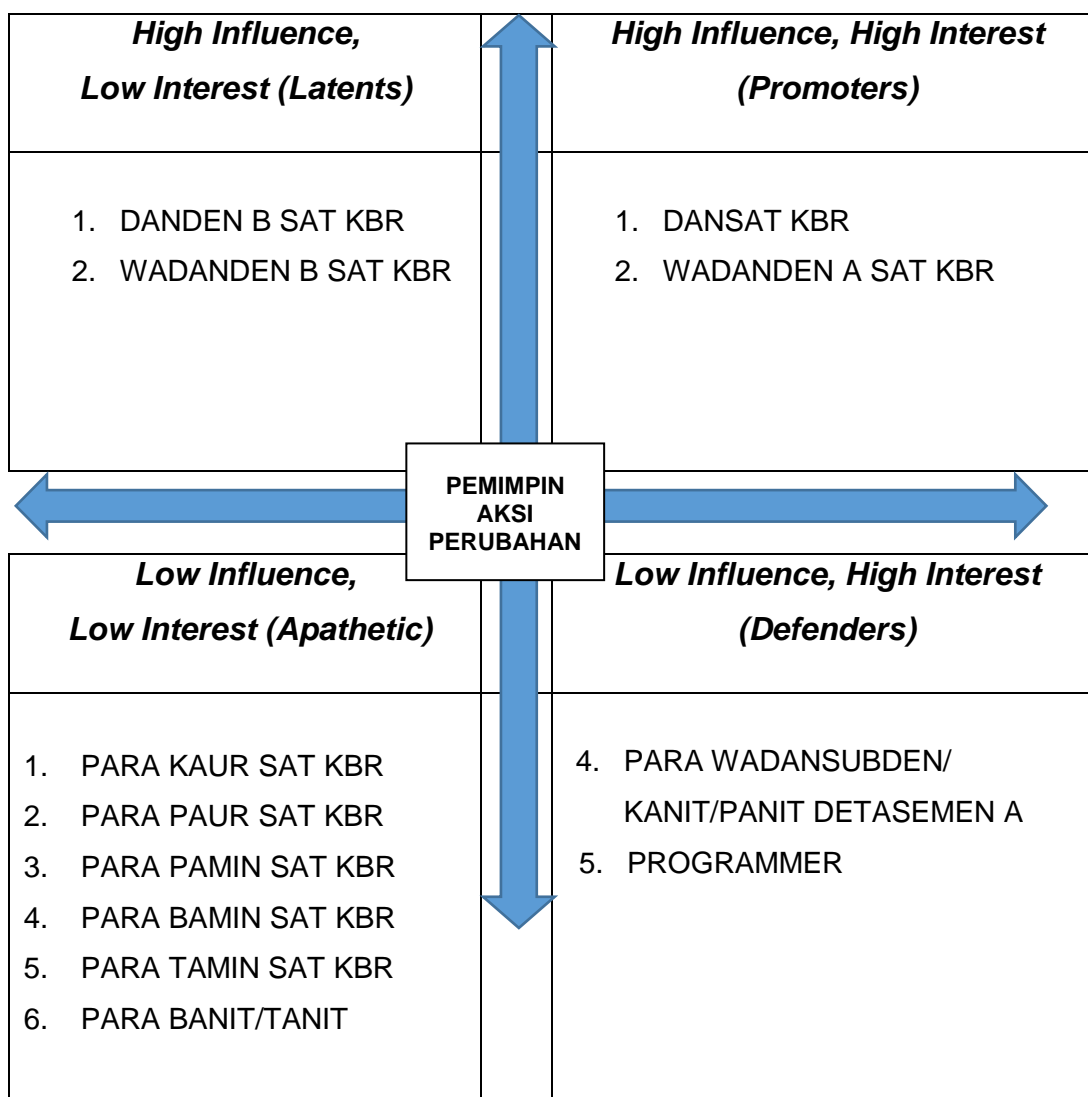 High Influence,
Low Interest (Latents)
High Influence, High Interest
(Promoters)
1. DANDEN B SAT KBR
2. WADANDEN B SAT KBR
1. DANSAT KBR
2. WADANDEN A SAT KBR
PEMIMPIN
AKSI
PERUBAHAN
Low Influence,
Low Interest (Apathetic)
Low Influence, High Interest
(Defenders)
1. PARA KAUR SAT KBR
2. PARA PAUR SAT KBR
3. PARA PAMIN SAT KBR
4. PARA BAMIN SAT KBR
5. PARA TAMIN SAT KBR
6. PARA BANIT/TANIT
4. PARA WADANSUBDEN/
KANIT/PANIT DETASEMEN A
5. PROGRAMMER